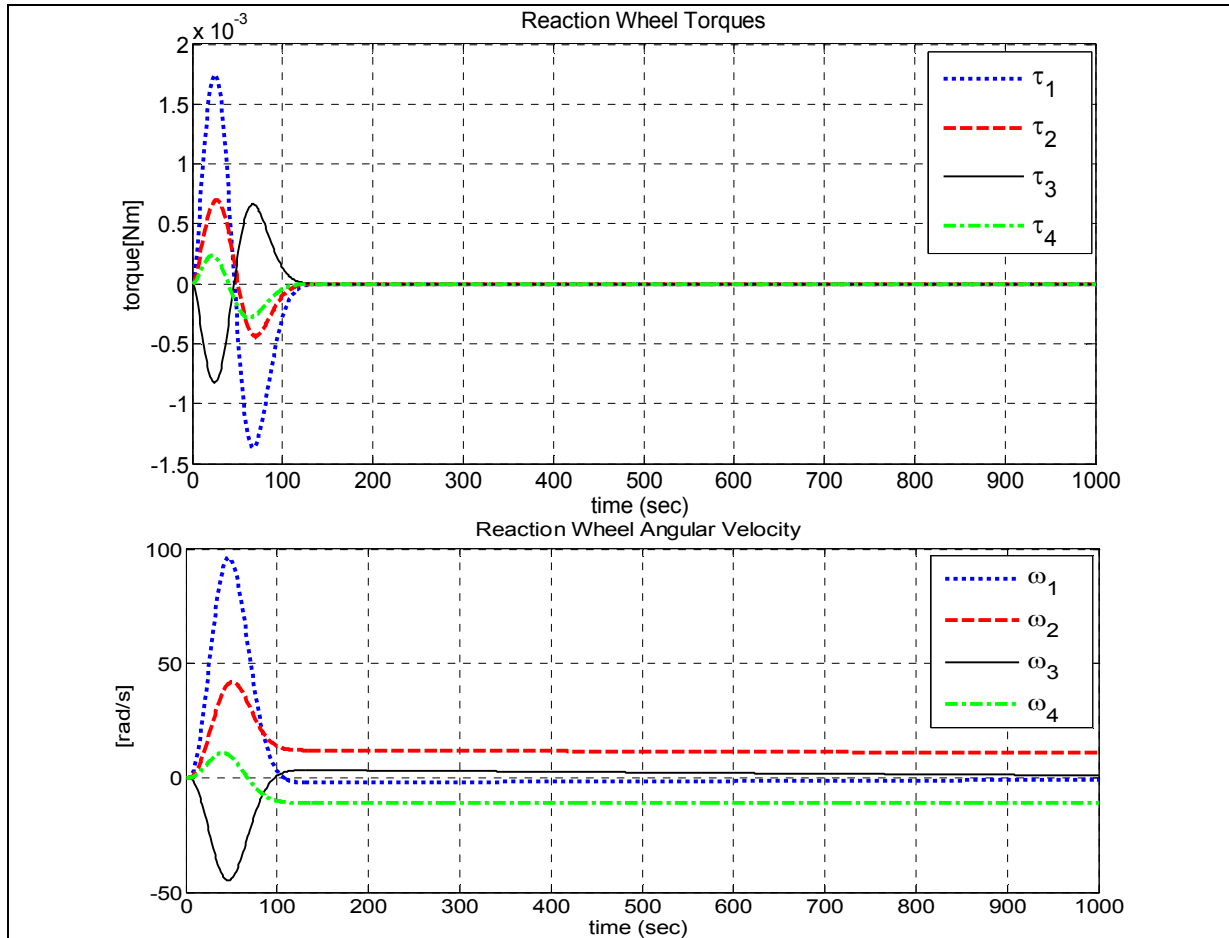 Reaction Wheel Torques
x 10⁻³
2
1.5
1
0.5
0
-0.5
-1
-1.5
torque[Nm]
τ₁
τ₂
τ₃
τ₄
0 100 200 300 400 500 600 700 800 900 1000
time (sec)
Reaction Wheel Angular Velocity
100
50
0
-50
[rad/s]
ω₁
ω₂
ω₃
ω₄
0 100 200 300 400 500 600 700 800 900 1000
time (sec)